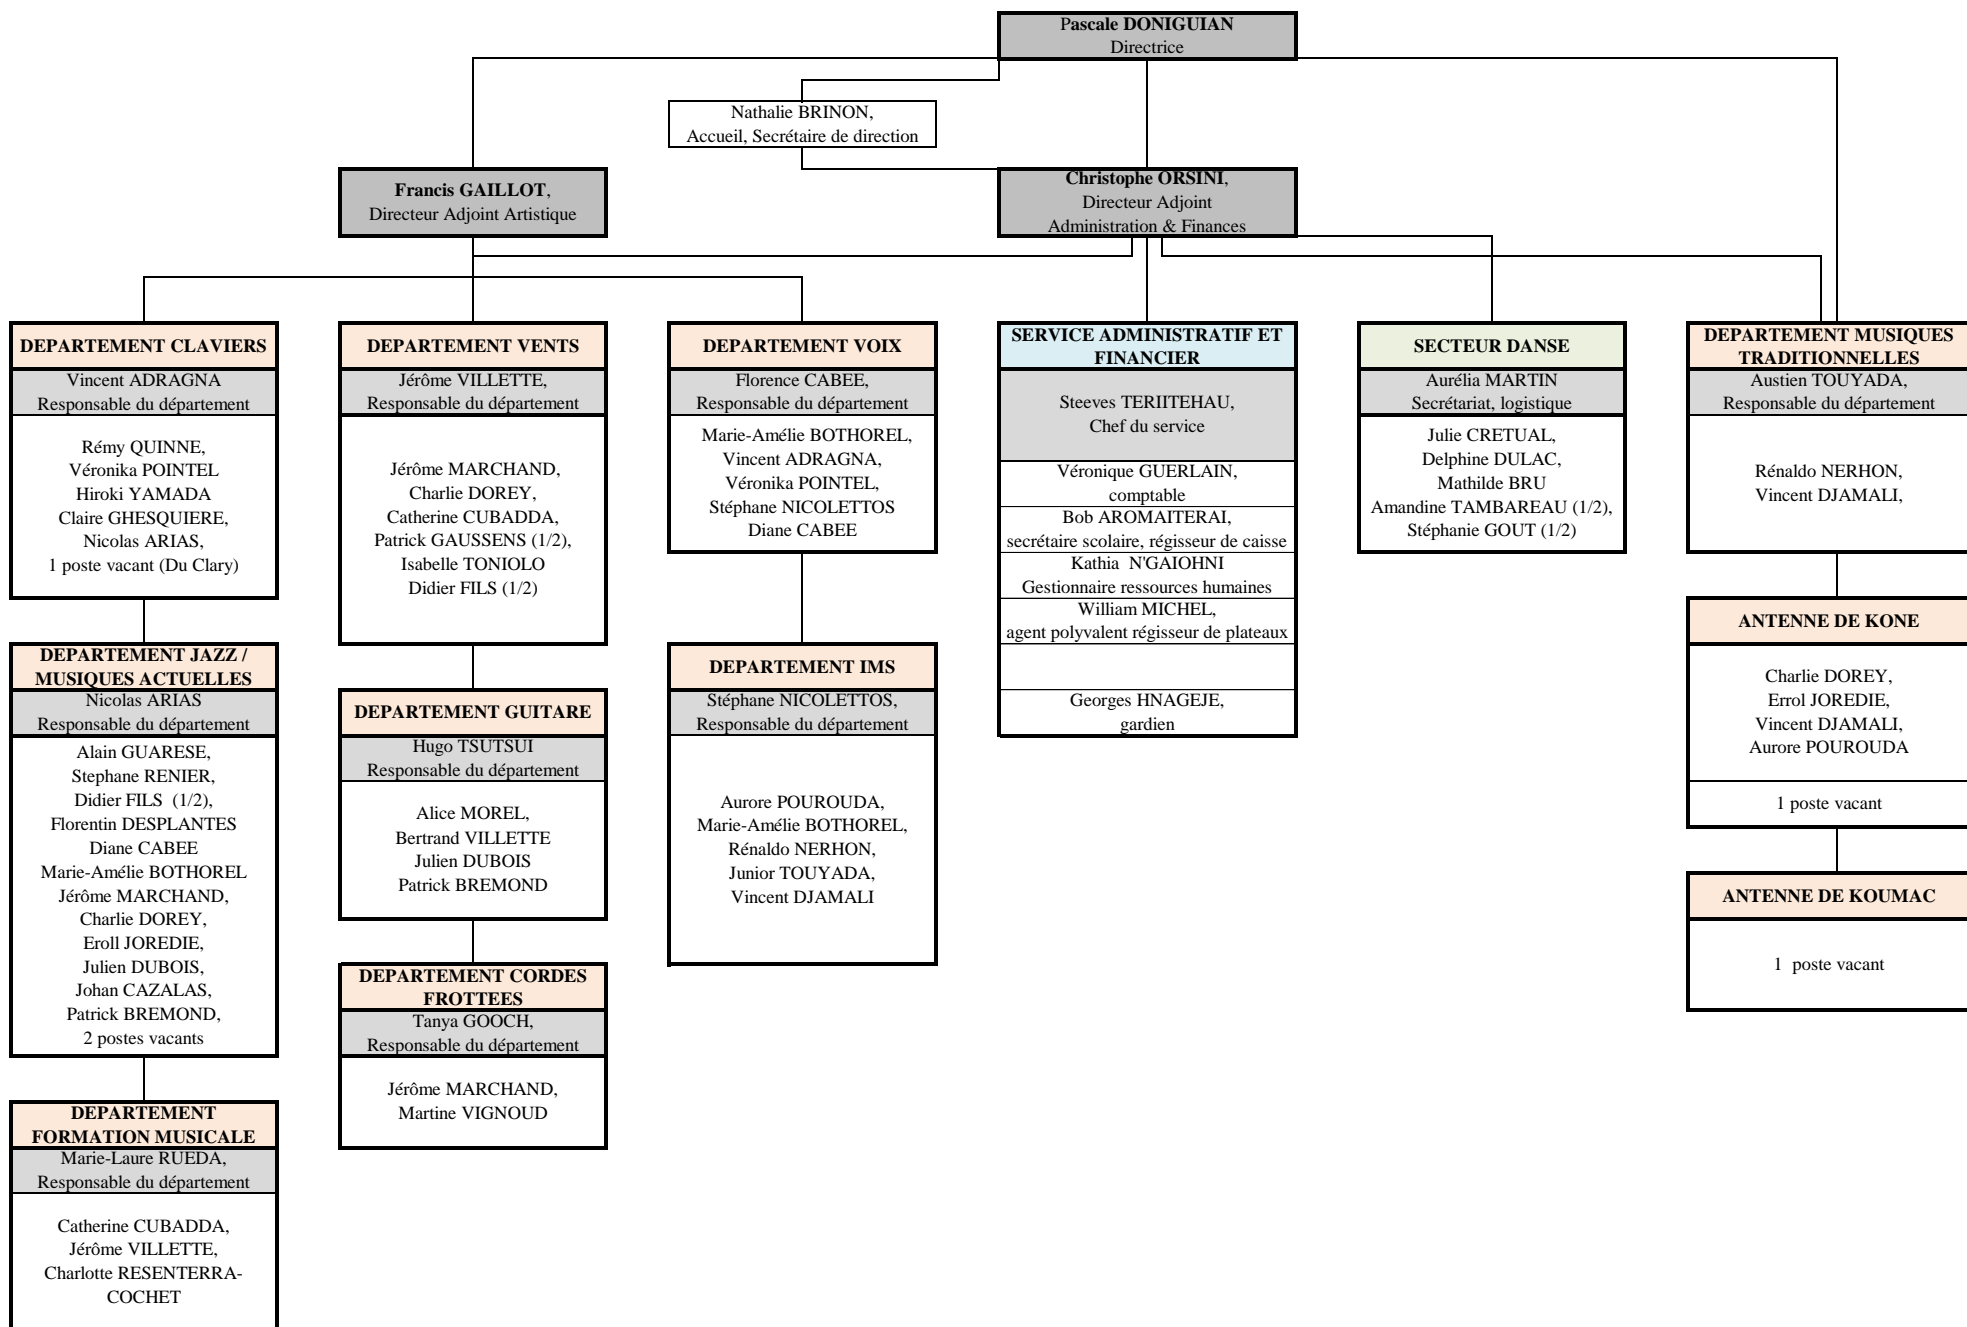 Pascale DONIGUIAN
Directrice
Nathalie BRINON,
Accueil, Secrétaire de direction
Francis GAILLOT,
Directeur Adjoint Artistique
Christophe ORSINI,
Directeur Adjoint
Administration & Finances
DEPARTEMENT CLAVIERS
Vincent ADRAGNA
Responsable du département
Rémy QUINNE,
Véronika POINTEL
Hiroki YAMADA
Claire GHESQUIERE,
Nicolas ARIAS,
1 poste vacant (Du Clary)
DEPARTEMENT JAZZ /
MUSIQUES ACTUELLES
Nicolas ARIAS
Responsable du département
Alain GUARESE,
Stephane RENIER,
Didier FILS (1/2),
Florentin DESPLANTES
Diane CABEE
Marie-Amélie BOTHOREL
Jérôme MARCHAND,
Charlie DOREY,
Eroll JOREDIE,
Julien DUBOIS,
Johan CAZALAS,
Patrick BREMOND,
2 postes vacants
DEPARTEMENT
FORMATION MUSICALE
Marie-Laure RUEDA,
Responsable du département
Catherine CUBADDA,
Jérôme VILLETTE,
Charlotte RESENTERRA-
COCHET
DEPARTEMENT VENTS
Jérôme VILLETTE,
Responsable du département
Jérôme MARCHAND,
Charlie DOREY,
Catherine CUBADDA,
Patrick GAUSSENS (1/2),
Isabelle TONIOLO
Didier FILS (1/2)
DEPARTEMENT GUITARE
Hugo TSUTSUI
Responsable du département
Alice MOREL,
Bertrand VILLETTE
Julien DUBOIS
Patrick BREMOND
DEPARTEMENT CORDES
FROTTEES
Tanya GOOCH,
Responsable du département
Jérôme MARCHAND,
Martine VIGNOUD
DEPARTEMENT VOIX
Florence CABEE,
Responsable du département
Marie-Amélie BOTHOREL,
Vincent ADRAGNA,
Véronika POINTEL,
Stéphane NICOLETTOS
Diane CABEE
DEPARTEMENT IMS
Stéphane NICOLETTOS,
Responsable du département
Aurore POUROUDA,
Marie-Amélie BOTHOREL,
Rénaldo NERHON,
Junior TOUYADA,
Vincent DJAMALI
SERVICE ADMINISTRATIF ET
FINANCIER
Steeves TERIITEHAU,
Chef du service
Véronique GUERLAIN,
comptable
Bob AROMAITERAI,
secrétaire scolaire, régisseur de caisse
Kathia N'GAIOHNI
Gestionnaire ressources humaines
William MICHEL,
agent polyvalent régisseur de plateaux
Georges HNAGEJE,
gardien
SECTEUR DANSE
Aurélia MARTIN
Secrétariat, logistique
Julie CRETUAL,
Delphine DULAC,
Mathilde BRU
Amandine TAMBAREAU (1/2),
Stéphanie GOUT (1/2)
DEPARTEMENT MUSIQUES
TRADITIONNELLES
Austien TOUYADA,
Responsable du département
Rénaldo NERHON,
Vincent DJAMALI,
ANTENNE DE KONE
Charlie DOREY,
Errol JOREDIE,
Vincent DJAMALI,
Aurore POUROUDA
1 poste vacant
ANTENNE DE KOUMAC
1 poste vacant